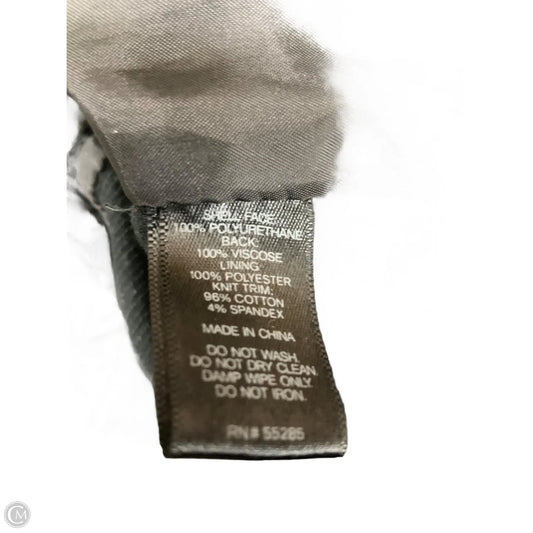 SHELL FACE:
100% POLYURETHANE
BACK:
100% VISCOSE
LINING:
100% POLYESTER
KNIT TRIM:
96% COTTON
4% SPANDEX
MADE IN CHINA
DO NOT WASH.
DO NOT DRY CLEAN.
DAMP WIPE ONLY.
DO NOT IRON.
RN# 55285
CM